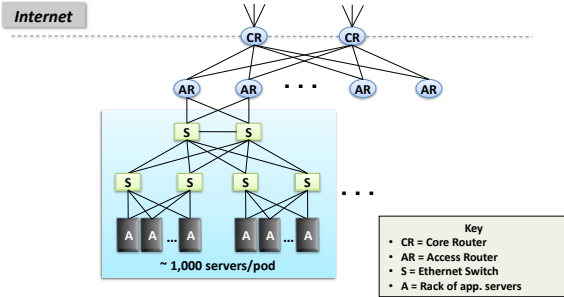 Internet
CR CR
AR AR . . . AR AR
S S
S S S S . . .
A A ... A A A ... A
~ 1,000 servers/pod
Key
• CR = Core Router
• AR = Access Router
• S = Ethernet Switch
• A = Rack of app. servers